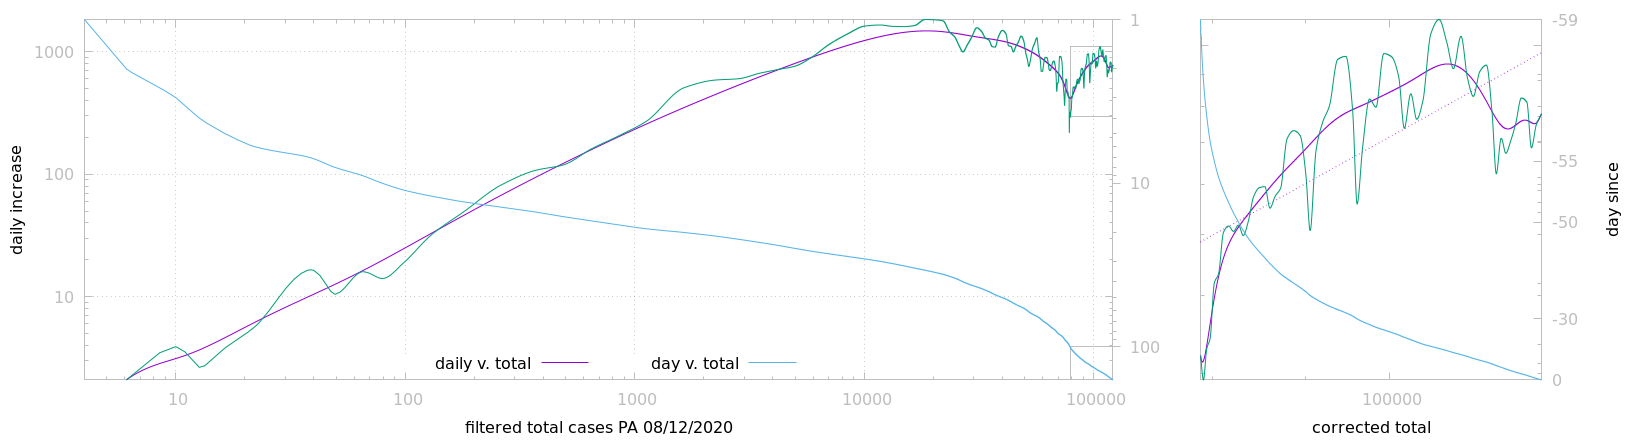 daily increase
1000
100
10
daily v. total
day v. total
10
100
1000
10000
100000
filtered total cases PA 08/12/2020
1
10
100
-59
-55
-50
-30
0
day since
100000
corrected total